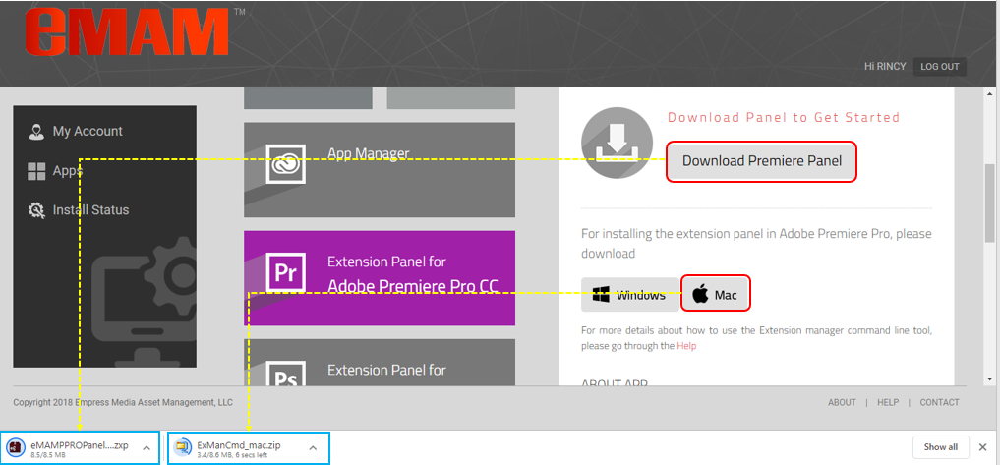 eMAM™
Hi RINCY
LOG OUT
My Account
Apps
Install Status
App Manager
Pr
Extension Panel for
Adobe Premiere Pro CC
Ps
Extension Panel for
Download Panel to Get Started
Download Premiere Panel
For installing the extension panel in Adobe Premiere Pro, please
download
Windows
Mac
For more details about how to use the Extension manager command line tool,
please go through the Help
ABOUT APP
Copyright 2018 Empress Media Asset Management, LLC
ABOUT | HELP | CONTACT
eMAMPPROPanel....zxp
8.5/8.5 MB
ExManCmd_mac.zip
3.4/8.6 MB, 6 secs left
Show all